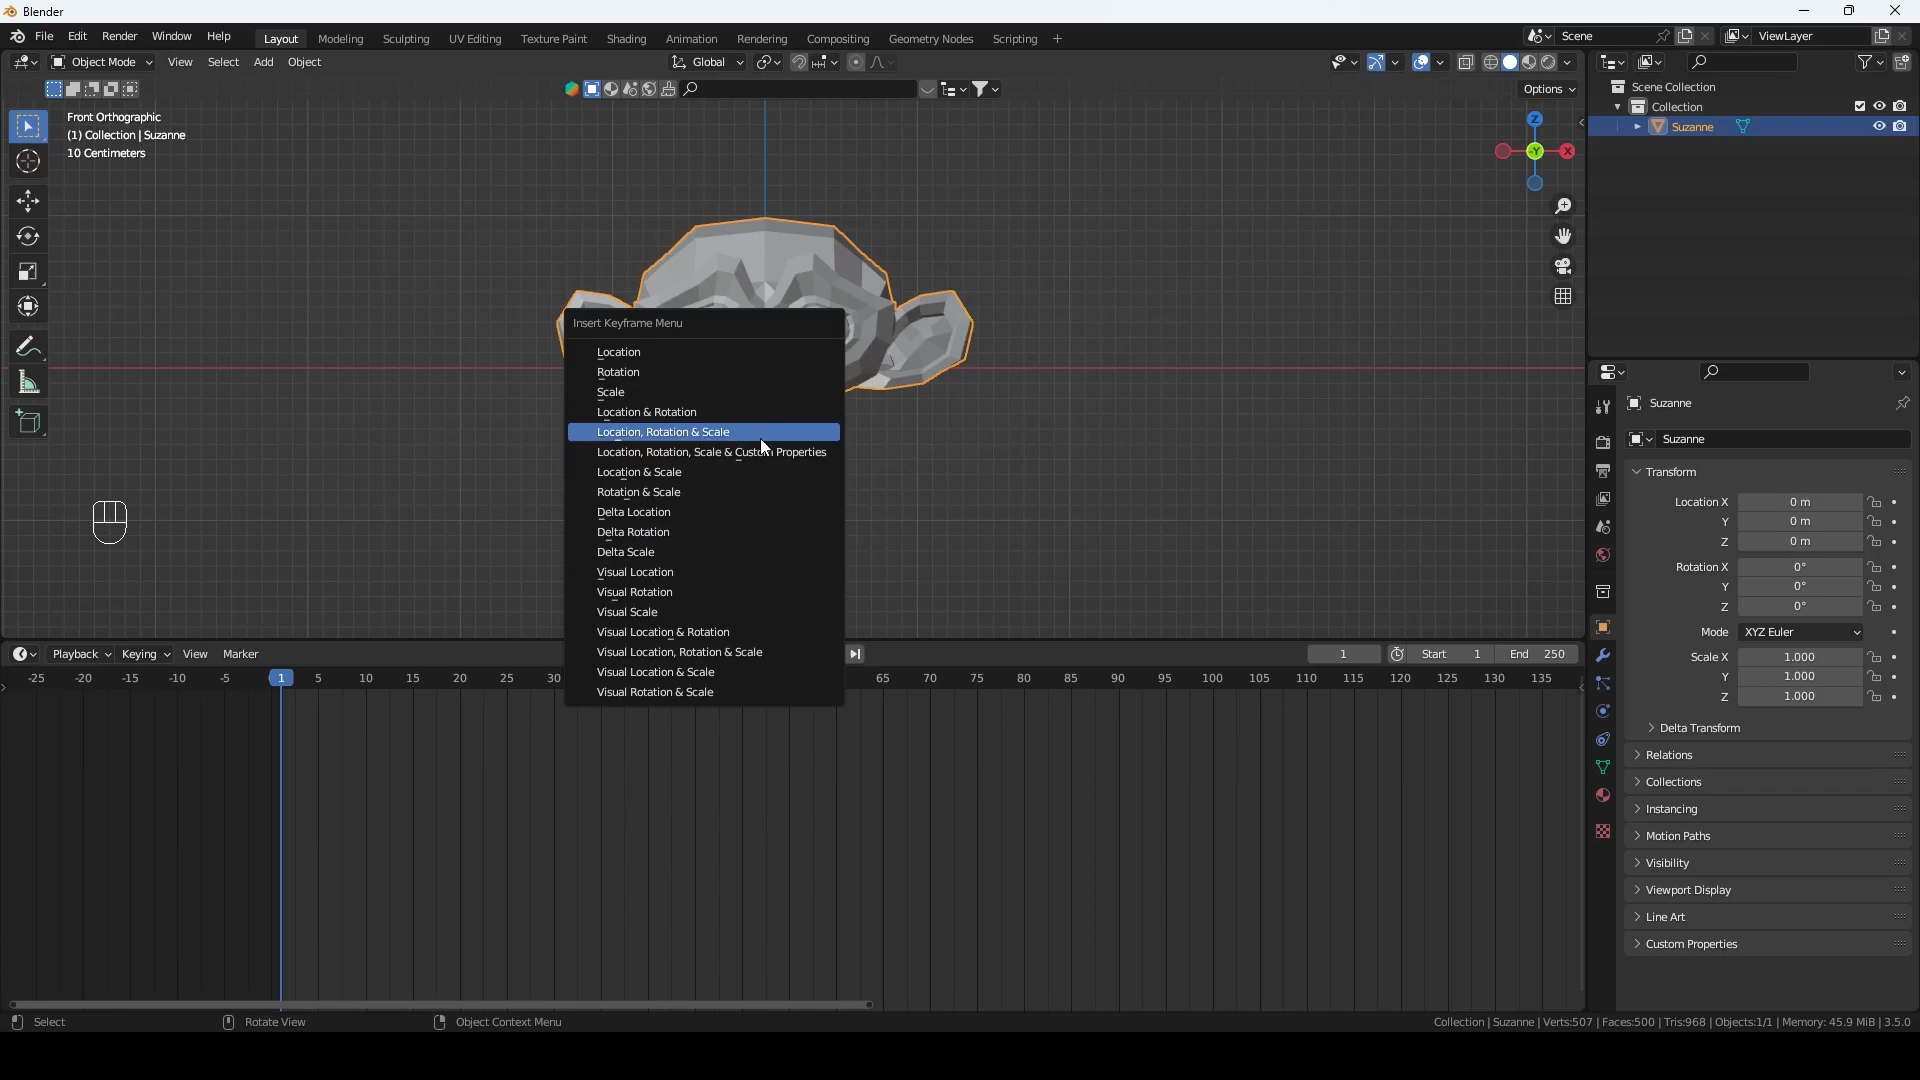 Blender
File Edit Render Window Help Layout Modeling Sculpting UV Editing Texture Paint Shading Animation Rendering Compositing Geometry Nodes Scripting + Scene ViewLayer
Object Mode View Select Add Object Global
Options
Front Orthographic
(1) Collection | Suzanne
10 Centimeters
Z
-Y X
Scene Collection
Collection
Suzanne
Insert Keyframe Menu
Location
Rotation
Scale
Location & Rotation
Location, Rotation & Scale
Location, Rotation, Scale & Custom Properties
Location & Scale
Rotation & Scale
Delta Location
Delta Rotation
Delta Scale
Visual Location
Visual Rotation
Visual Scale
Visual Location & Rotation
Visual Location, Rotation & Scale
Visual Location & Scale
Visual Rotation & Scale
Suzanne
Suzanne
Transform
Location X 0 m
Y 0 m
Z 0 m
Rotation X 0°
Y 0°
Z 0°
Mode XYZ Euler
Scale X 1.000
Y 1.000
Z 1.000
Delta Transform
Relations
Collections
Instancing
Motion Paths
Visibility
Viewport Display
Line Art
Custom Properties
Playback Keying View Marker 1 Start 1 End 250
-25 -20 -15 -10 -5 1 5 10 15 20 25 30 65 70 75 80 85 90 95 100 105 110 115 120 125 130 135
Select Rotate View Object Context Menu Collection | Suzanne | Verts:507 | Faces:500 | Tris:968 | Objects:1/1 | Memory: 45.9 MiB | 3.5.0